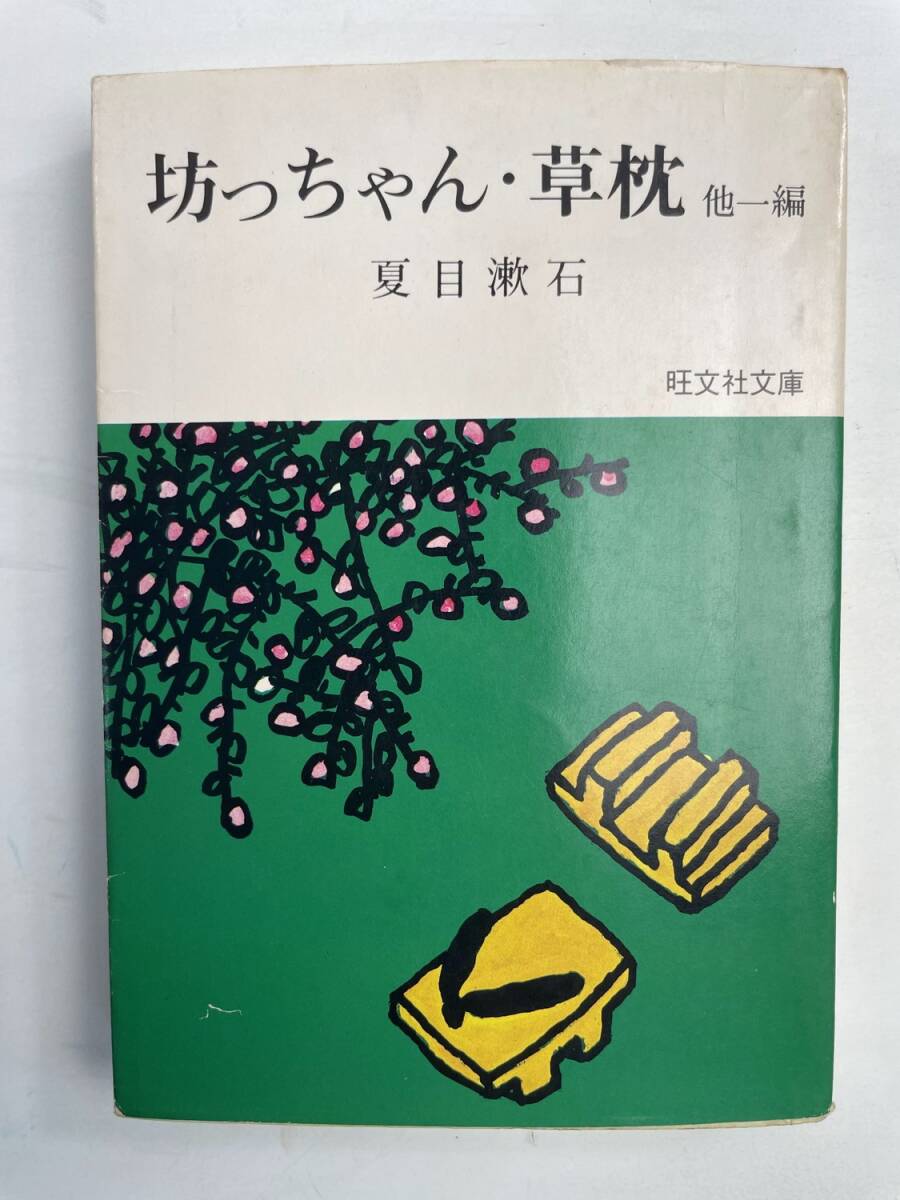 坊っちゃん・草枕 他一編
夏目漱石
旺文社文庫